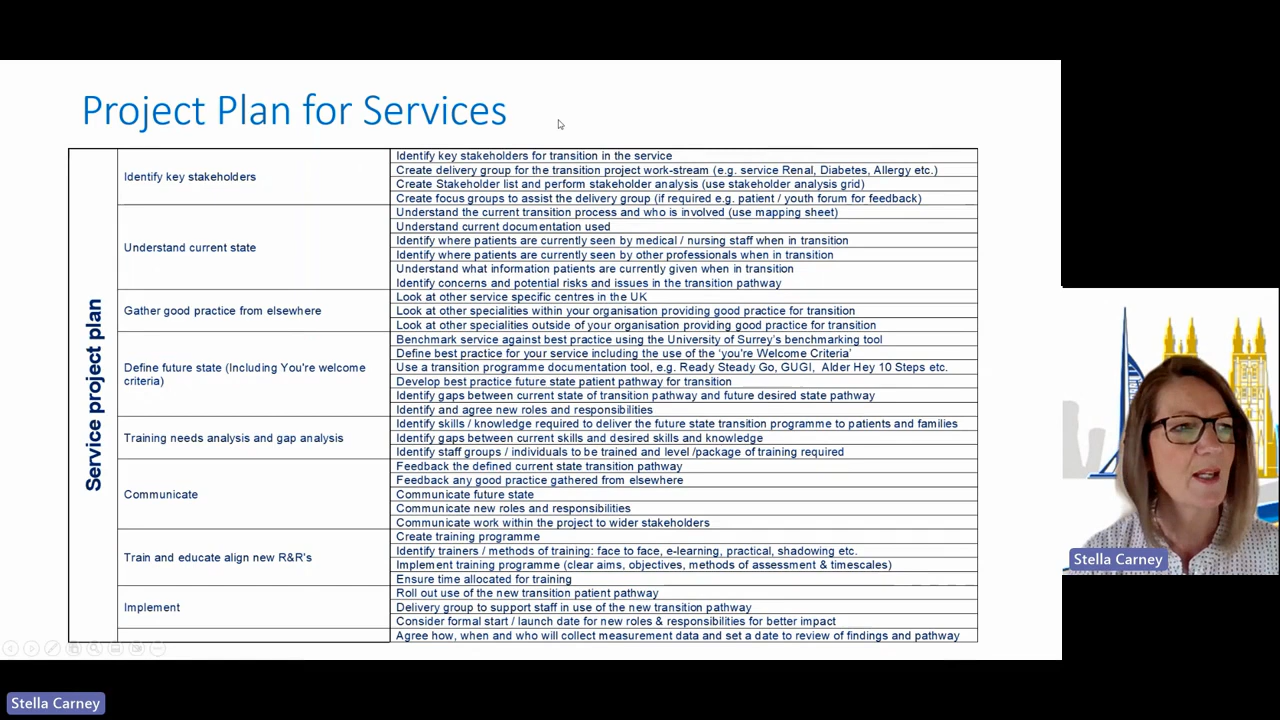 Project Plan for Services
Service project plan
Identify key stakeholders
Identify key stakeholders for transition in the service
Create delivery group for the transition project work-stream (e.g. service Renal, Diabetes, Allergy etc.)
Create Stakeholder list and perform stakeholder analysis (use stakeholder analysis grid)
Create focus groups to assist the delivery group (if required e.g. patient / youth forum for feedback)
Understand current state
Understand the current transition process and who is involved (use mapping sheet)
Understand current documentation used
Identify where patients are currently seen by medical / nursing staff when in transition
Identify where patients are currently seen by other professionals when in transition
Understand what information patients are currently given when in transition
Identify concerns and potential risks and issues in the transition pathway
Gather good practice from elsewhere
Look at other service specific centres in the UK
Look at other specialities within your organisation providing good practice for transition
Look at other specialities outside of your organisation providing good practice for transition
Define future state (Including You're welcome
criteria)
Benchmark service against best practice using the University of Surrey's benchmarking tool
Define best practice for your service including the use of the 'you're Welcome Criteria'
Use a transition programme documentation tool, e.g. Ready Steady Go, GUGI, Alder Hey 10 Steps etc.
Develop best practice future state patient pathway for transition
Identify gaps between current state of transition pathway and future desired state pathway
Identify and agree new roles and responsibilities
Training needs analysis and gap analysis
Identify skills / knowledge required to deliver the future state transition programme to patients and families
Identify gaps between current skills and desired skills and knowledge
Identify staff groups / individuals to be trained and level /package of training required
Communicate
Feedback the defined current state transition pathway
Feedback any good practice gathered from elsewhere
Communicate future state
Communicate new roles and responsibilities
Communicate work within the project to wider stakeholders
Train and educate align new R&R's
Create training programme
Identify trainers / methods of training: face to face, e-learning, practical, shadowing etc.
Implement training programme (clear aims, objectives, methods of assessment & timescales)
Ensure time allocated for training
Implement
Roll out use of the new transition patient pathway
Delivery group to support staff in use of the new transition pathway
Consider formal start / launch date for new roles & responsibilities for better impact
Agree how, when and who will collect measurement data and set a date to review of findings and pathway
Stella Carney
Stella Carney